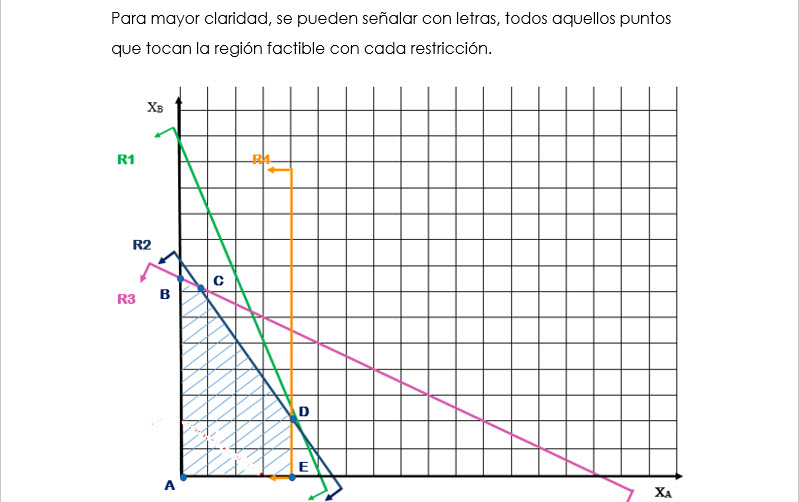 Para mayor claridad, se pueden señalar con letras, todos aquellos puntos
que tocan la región factible con cada restricción.
XB
R1
R4
R2
C
B
R3
D
E
A
XA